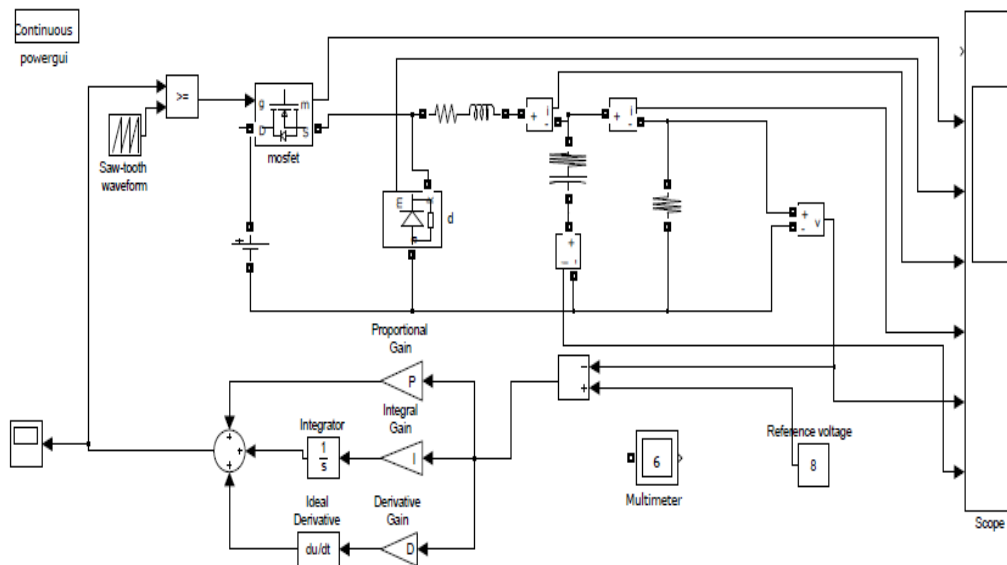 Continuous
powergui
>=
Saw-tooth
waveform
g
m
D
S
mosfet
+
E
d
+
i
-
+
i
-
+
-
+
-
v
Proportional
Gain
P
Integral
Gain
I
Integrator
1
s
Ideal
Derivative
du/dt
Derivative
Gain
D
+
+
+
−
+
6
Multimeter
Reference voltage
8
Scope